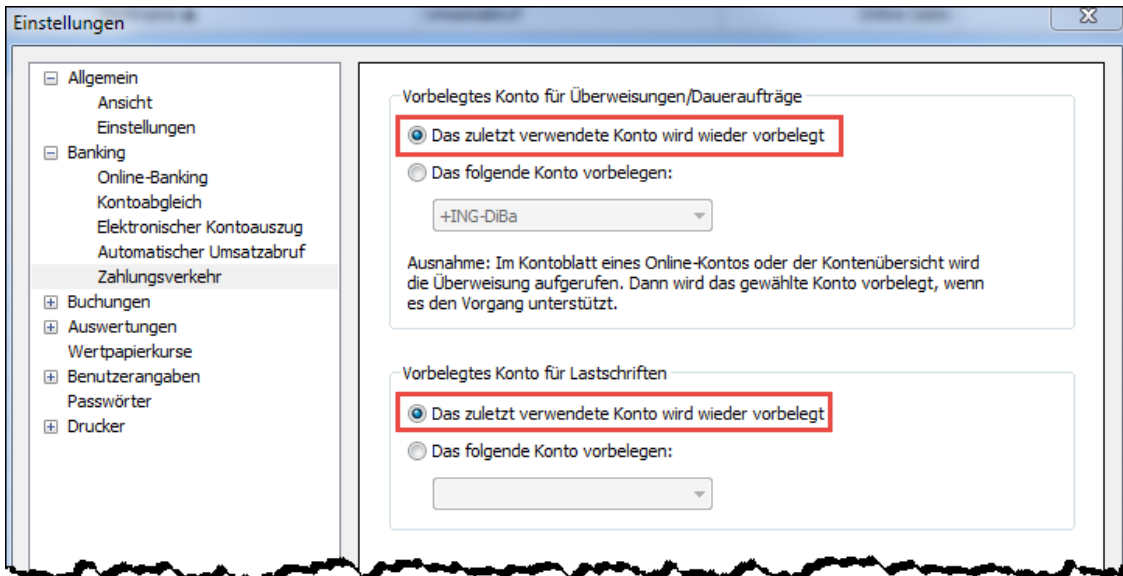 Einstellungen
Allgemein
Ansicht
Einstellungen
Banking
Online-Banking
Kontoabgleich
Elektronischer Kontoauszug
Automatischer Umsatzabruf
Zahlungsverkehr
Buchungen
Auswertungen
Wertpapierkurse
Benutzerangaben
Passwörter
Drucker
Vorbelegtes Konto für Überweisungen/Daueraufträge
Das zuletzt verwendete Konto wird wieder vorbelegt
Das folgende Konto vorbelegen:
+ING-DiBa
Ausnahme: Im Kontoblatt eines Online-Kontos oder der Kontenübersicht wird
die Überweisung aufgerufen. Dann wird das gewählte Konto vorbelegt, wenn
es den Vorgang unterstützt.
Vorbelegtes Konto für Lastschriften
Das zuletzt verwendete Konto wird wieder vorbelegt
Das folgende Konto vorbelegen: